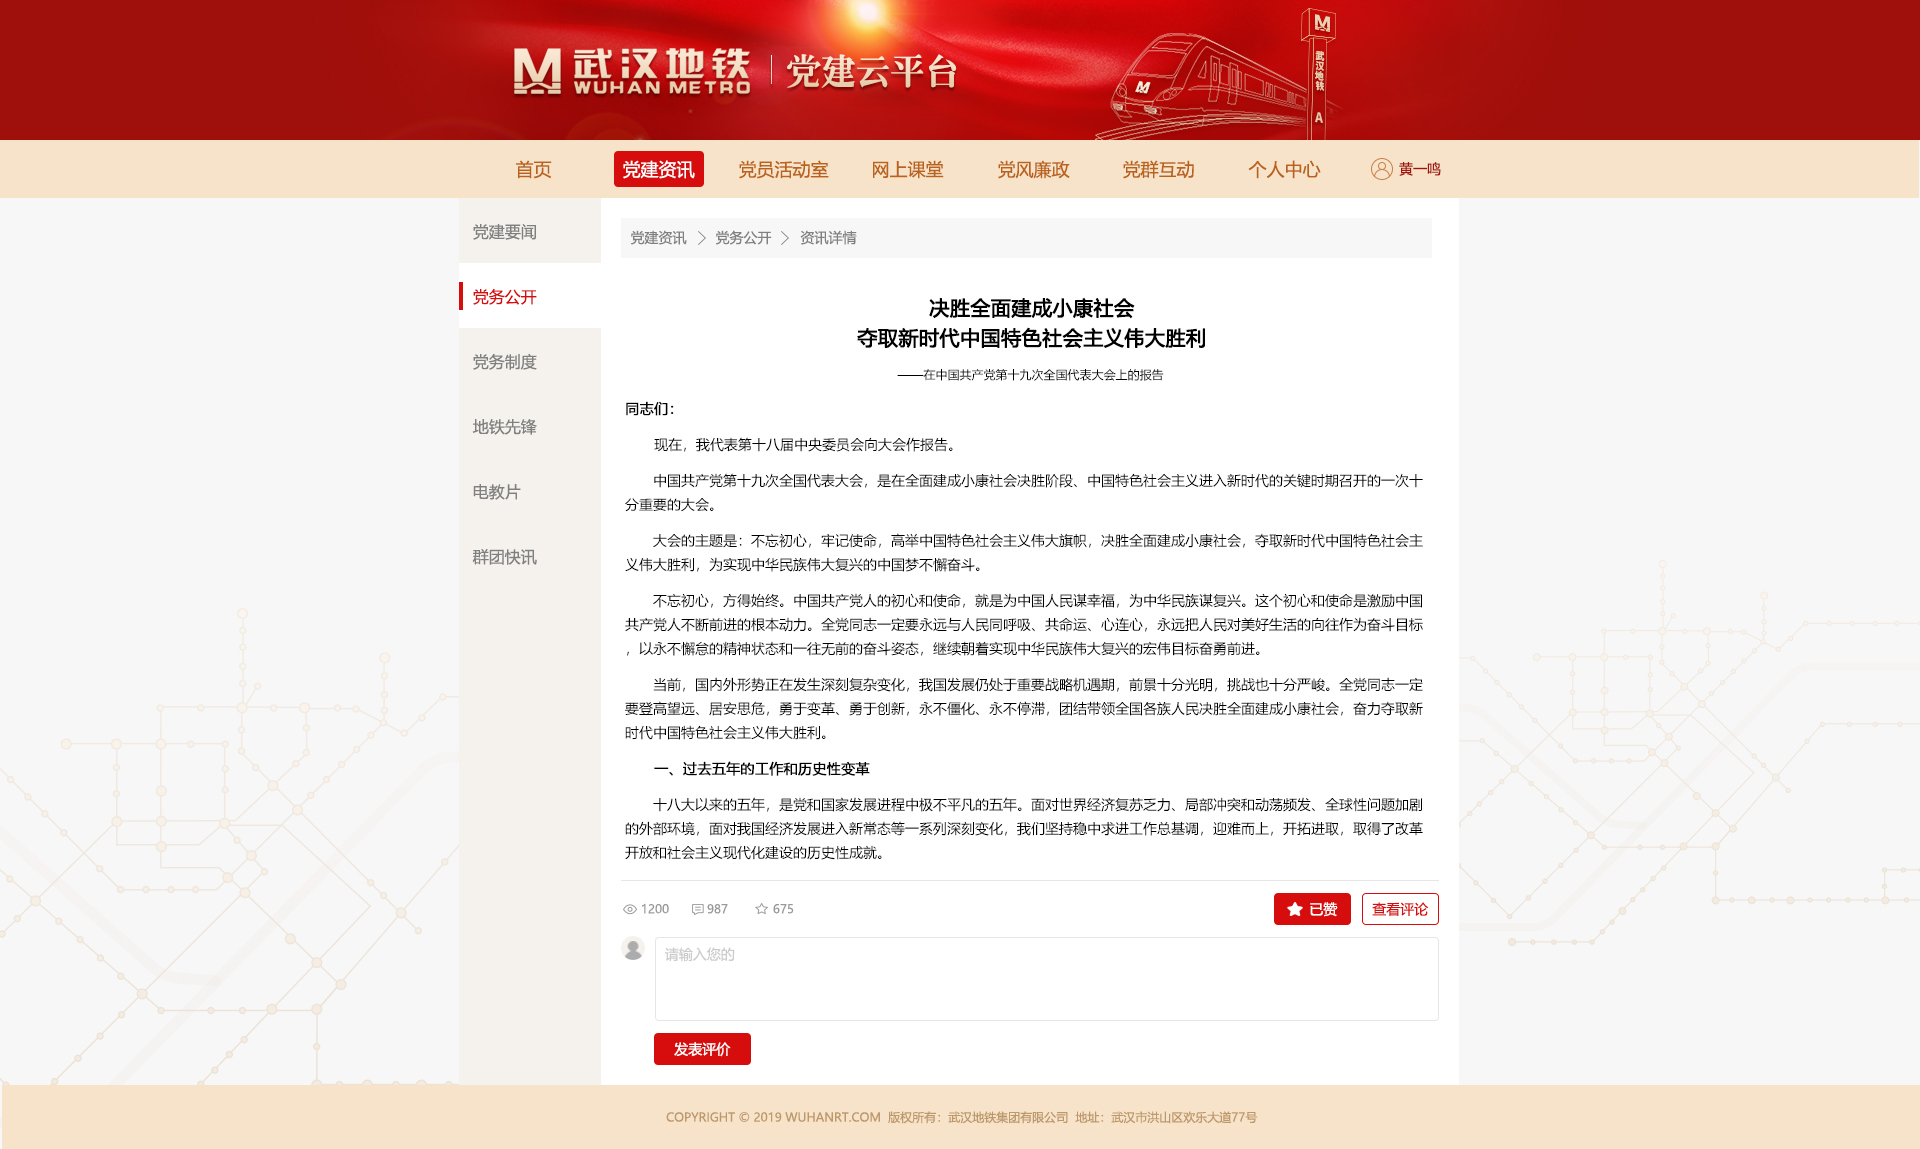 武汉地铁
WUHAN METRO
党建云平台
M
武汉地铁
A
首页 党建资讯 党员活动室 网上课堂 党风廉政 党群互动 个人中心 黄一鸣
党建要闻
党务公开
党务制度
地铁先锋
电教片
群团快讯
党建资讯 > 党务公开 > 资讯详情
决胜全面建成小康社会
夺取新时代中国特色社会主义伟大胜利
——在中国共产党第十九次全国代表大会上的报告
同志们：
现在，我代表第十八届中央委员会向大会作报告。
中国共产党第十九次全国代表大会，是在全面建成小康社会决胜阶段、中国特色社会主义进入新时代的关键时期召开的一次十
分重要的大会。
大会的主题是：不忘初心，牢记使命，高举中国特色社会主义伟大旗帜，决胜全面建成小康社会，夺取新时代中国特色社会主
义伟大胜利，为实现中华民族伟大复兴的中国梦不懈奋斗。
不忘初心，方得始终。中国共产党人的初心和使命，就是为中国人民谋幸福，为中华民族谋复兴。这个初心和使命是激励中国
共产党人不断前进的根本动力。全党同志一定要永远与人民同呼吸、共命运、心连心，永远把人民对美好生活的向往作为奋斗目标
，以永不懈怠的精神状态和一往无前的奋斗姿态，继续朝着实现中华民族伟大复兴的宏伟目标奋勇前进。
当前，国内外形势正在发生深刻复杂变化，我国发展仍处于重要战略机遇期，前景十分光明，挑战也十分严峻。全党同志一定
要登高望远、居安思危，勇于变革、勇于创新，永不僵化、永不停滞，团结带领全国各族人民决胜全面建成小康社会，奋力夺取新
时代中国特色社会主义伟大胜利。
一、过去五年的工作和历史性变革
十八大以来的五年，是党和国家发展进程中极不平凡的五年。面对世界经济复苏乏力、局部冲突和动荡频发、全球性问题加剧
的外部环境，面对我国经济发展进入新常态等一系列深刻变化，我们坚持稳中求进工作总基调，迎难而上，开拓进取，取得了改革
开放和社会主义现代化建设的历史性成就。
1200 987 675 已赞 查看评论
请输入您的
发表评价
COPYRIGHT © 2019 WUHANRT.COM 版权所有：武汉地铁集团有限公司 地址：武汉市洪山区欢乐大道77号